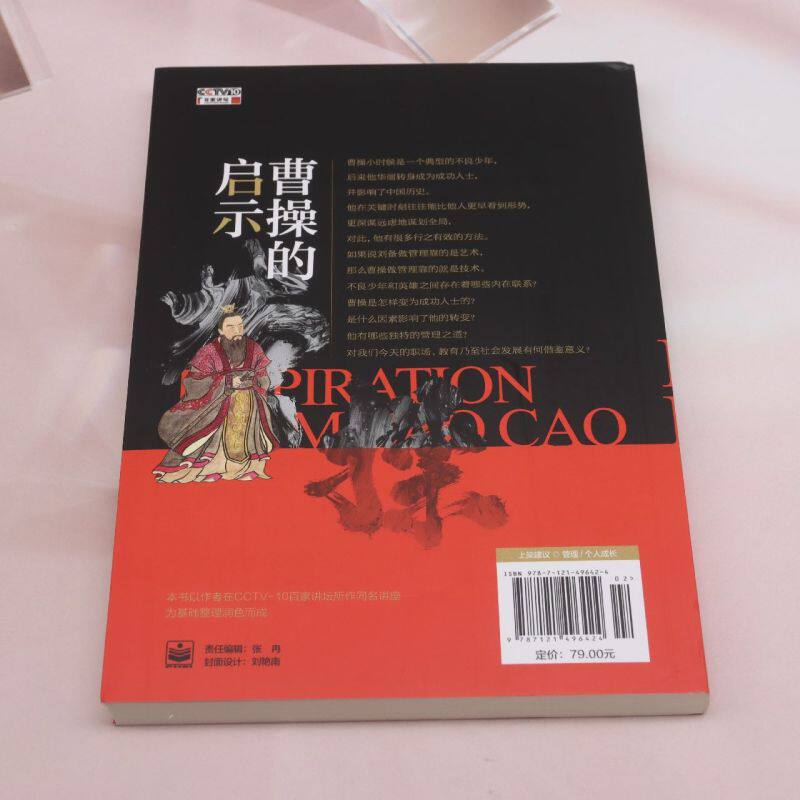 CCTV-10
百家讲坛
曹操的
启示
曹操小时候是一个典型的不良少年，
后来他华丽转身成为成功人士，
并影响了中国历史。
他在关键时刻往往能比他人更早看到形势，
更深谋远虑地谋划全局。
对此，他有很多行之有效的方法。
如果说刘备做管理靠的是艺术，
那么曹操做管理靠的就是技术。
不良少年和英雄之间存在着哪些内在联系？
曹操是怎样变为成功人士的？
是什么因素影响了他的转变？
他有哪些独特的管理之道？
对我们今天的职场、教育乃至社会发展有何借鉴意义？
PIRATION
CAO
本书以作者在CCTV-10百家讲坛所作同名讲座
为基础整理润色而成
责任编辑：张 冉
封面设计：刘艳南
上架建议 管理/个人成长
ISBN 978-7-121-49642-4
02>
9 787121 496424
定价：79.00元